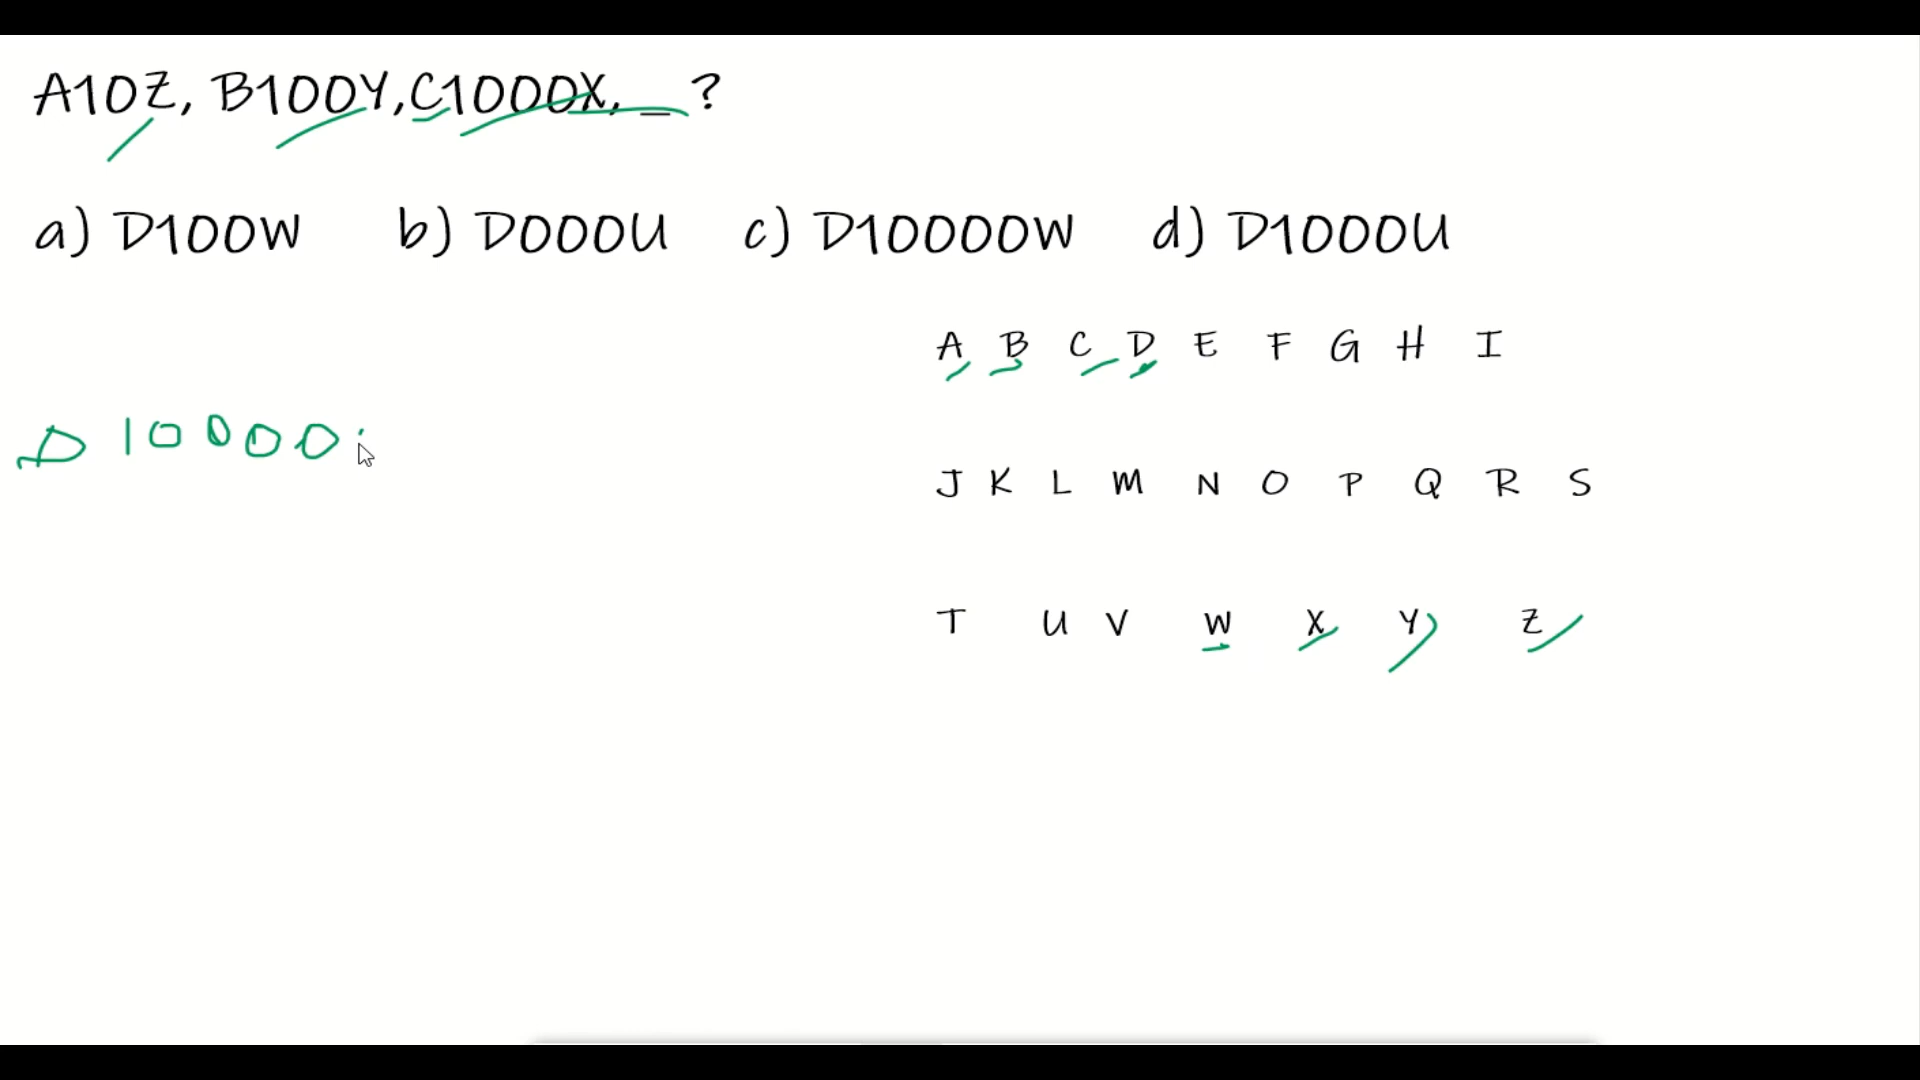 A10Z, B100Y, C1000X, _ ?
a) D100W b) D000U c) D10000W d) D1000U
A B C D E F G H I
D 10000
J K L M N O P Q R S
T U V W X Y Z